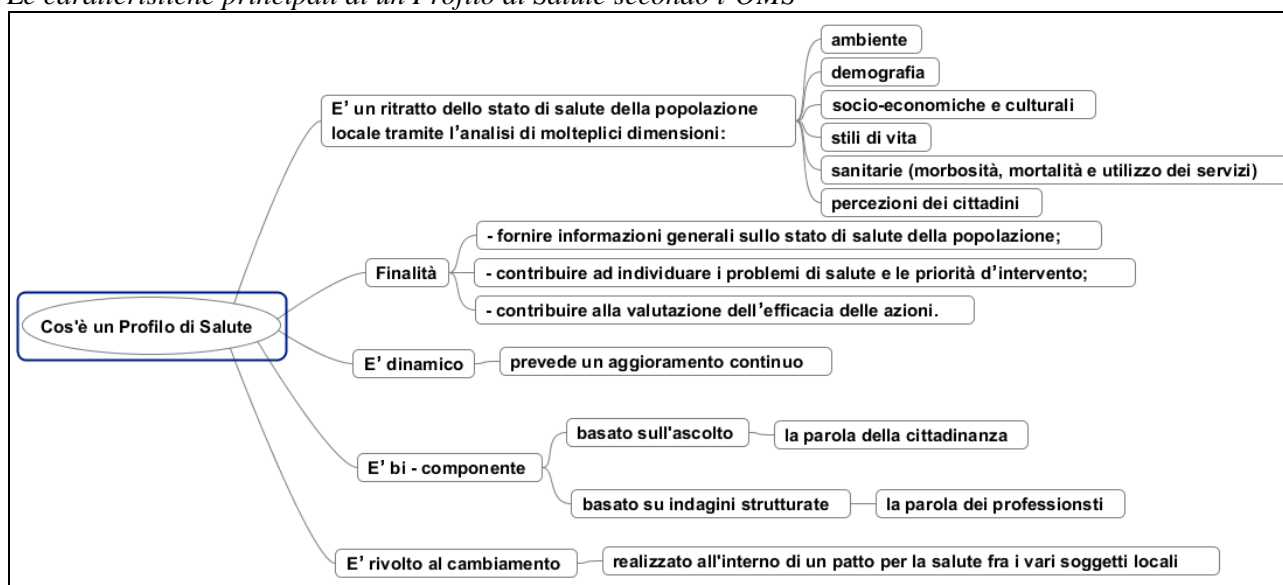 Le caratteristiche principali di un Profilo di Salute secondo l'OMS
ambiente
demografia
E' un ritratto dello stato di salute della popolazione
locale tramite l'analisi di molteplici dimensioni:
socio-economiche e culturali
stili di vita
sanitarie (morbosità, mortalità e utilizzo dei servizi)
percezioni dei cittadini
- fornire informazioni generali sullo stato di salute della popolazione;
Finalità
- contribuire ad individuare i problemi di salute e le priorità d'intervento;
- contribuire alla valutazione dell'efficacia delle azioni.
Cos'è un Profilo di Salute
E' dinamico
prevede un aggioramento continuo
basato sull'ascolto
la parola della cittadinanza
E' bi - componente
basato su indagini strutturate
la parola dei professionsti
E' rivolto al cambiamento
realizzato all'interno di un patto per la salute fra i vari soggetti locali